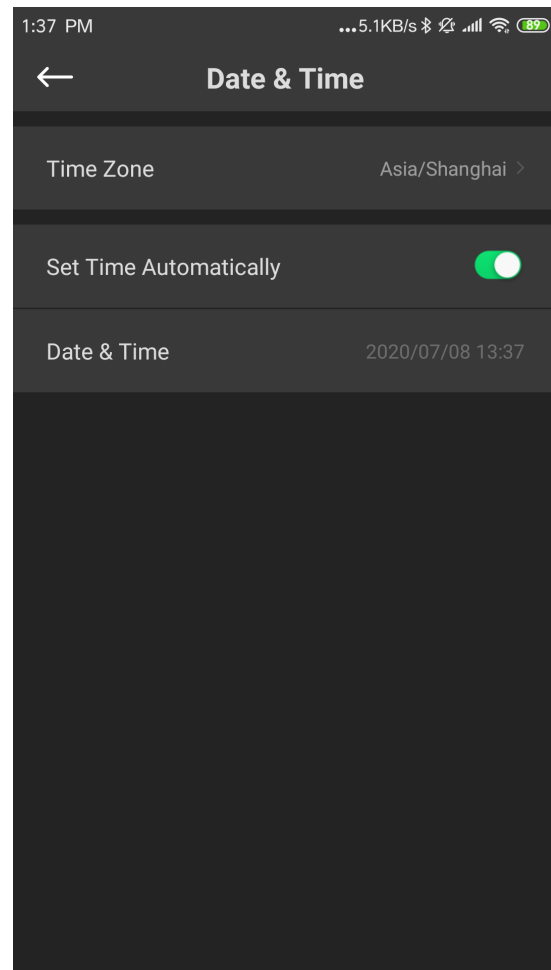 1:37 PM ...5.1KB/s 89
Date & Time
Time Zone Asia/Shanghai
Set Time Automatically
Date & Time 2020/07/08 13:37